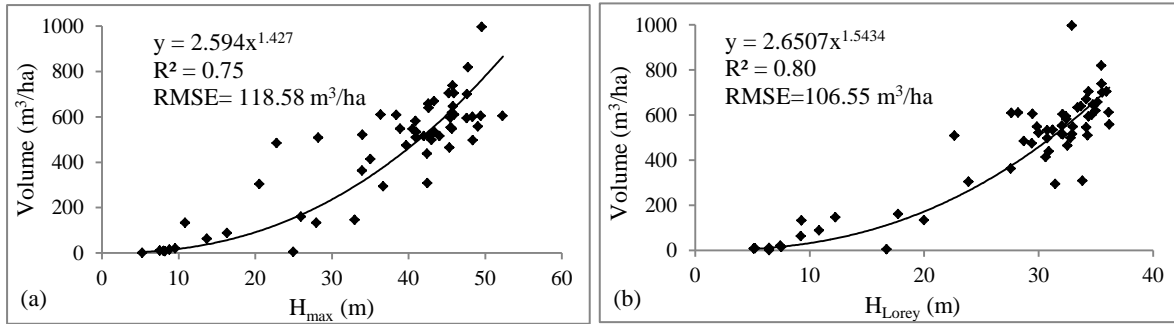 y = 2.594x^1.427
R² = 0.75
RMSE= 118.58 m³/ha
Volume (m³/ha)
1000
800
600
400
200
0
0 10 20 30 40 50 60
(a)
H_max (m)
y = 2.6507x^1.5434
R² = 0.80
RMSE=106.55 m³/ha
Volume (m³/ha)
1000
800
600
400
200
0
0 10 20 30 40
(b)
H_Lorey (m)